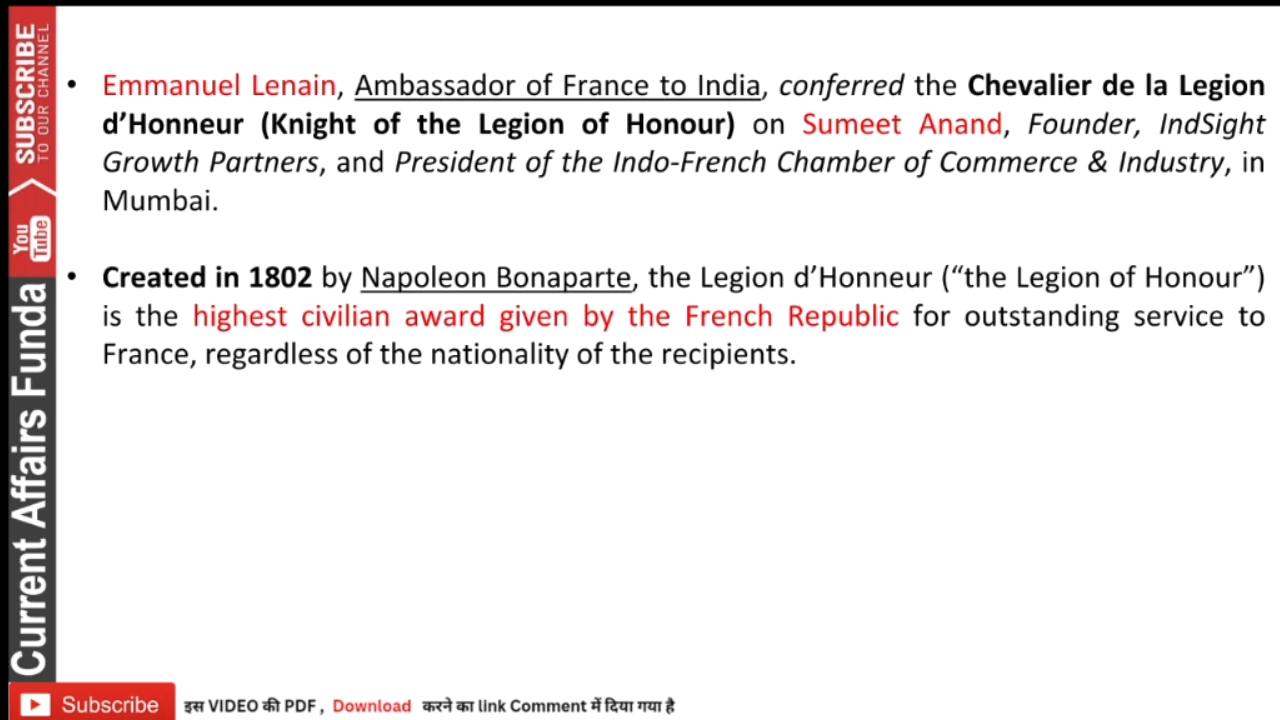 SUBSCRIBE
TO OUR CHANNEL
You
Tube
Current Affairs Funda
• Emmanuel Lenain, Ambassador of France to India, conferred the Chevalier de la Legion
d’Honneur (Knight of the Legion of Honour) on Sumeet Anand, Founder, IndSight
Growth Partners, and President of the Indo-French Chamber of Commerce & Industry, in
Mumbai.
• Created in 1802 by Napoleon Bonaparte, the Legion d’Honneur (“the Legion of Honour”)
is the highest civilian award given by the French Republic for outstanding service to
France, regardless of the nationality of the recipients.
Subscribe इस VIDEO की PDF , Download करने का link Comment में दिया गया है